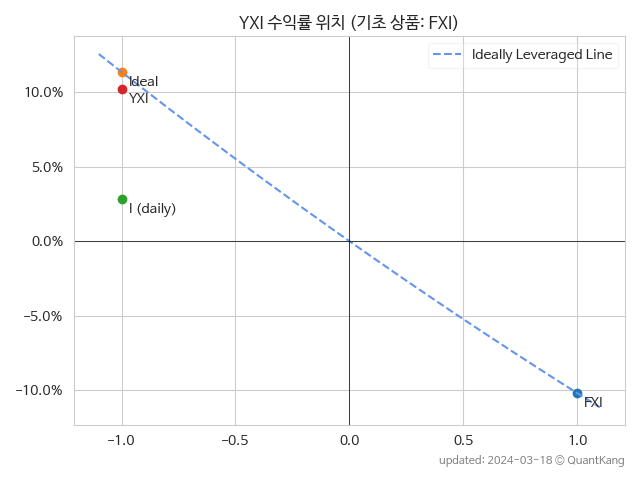 YXI 수익률 위치 (기초 상품: FXI)
Ideally Leveraged Line
10.0%
5.0%
0.0%
-5.0%
-10.0%
Ideal
YXI
I (daily)
FXI
-1.0 -0.5 0.0 0.5 1.0
updated: 2024-03-18 © QuantKang